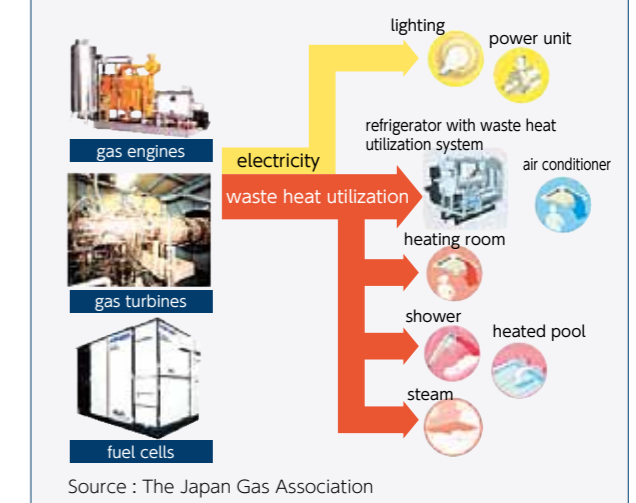 lighting
power unit
gas engines
electricity
refrigerator with waste heat
utilization system
air conditioner
waste heat utilization
heating room
gas turbines
shower
heated pool
steam
fuel cells
Source : The Japan Gas Association